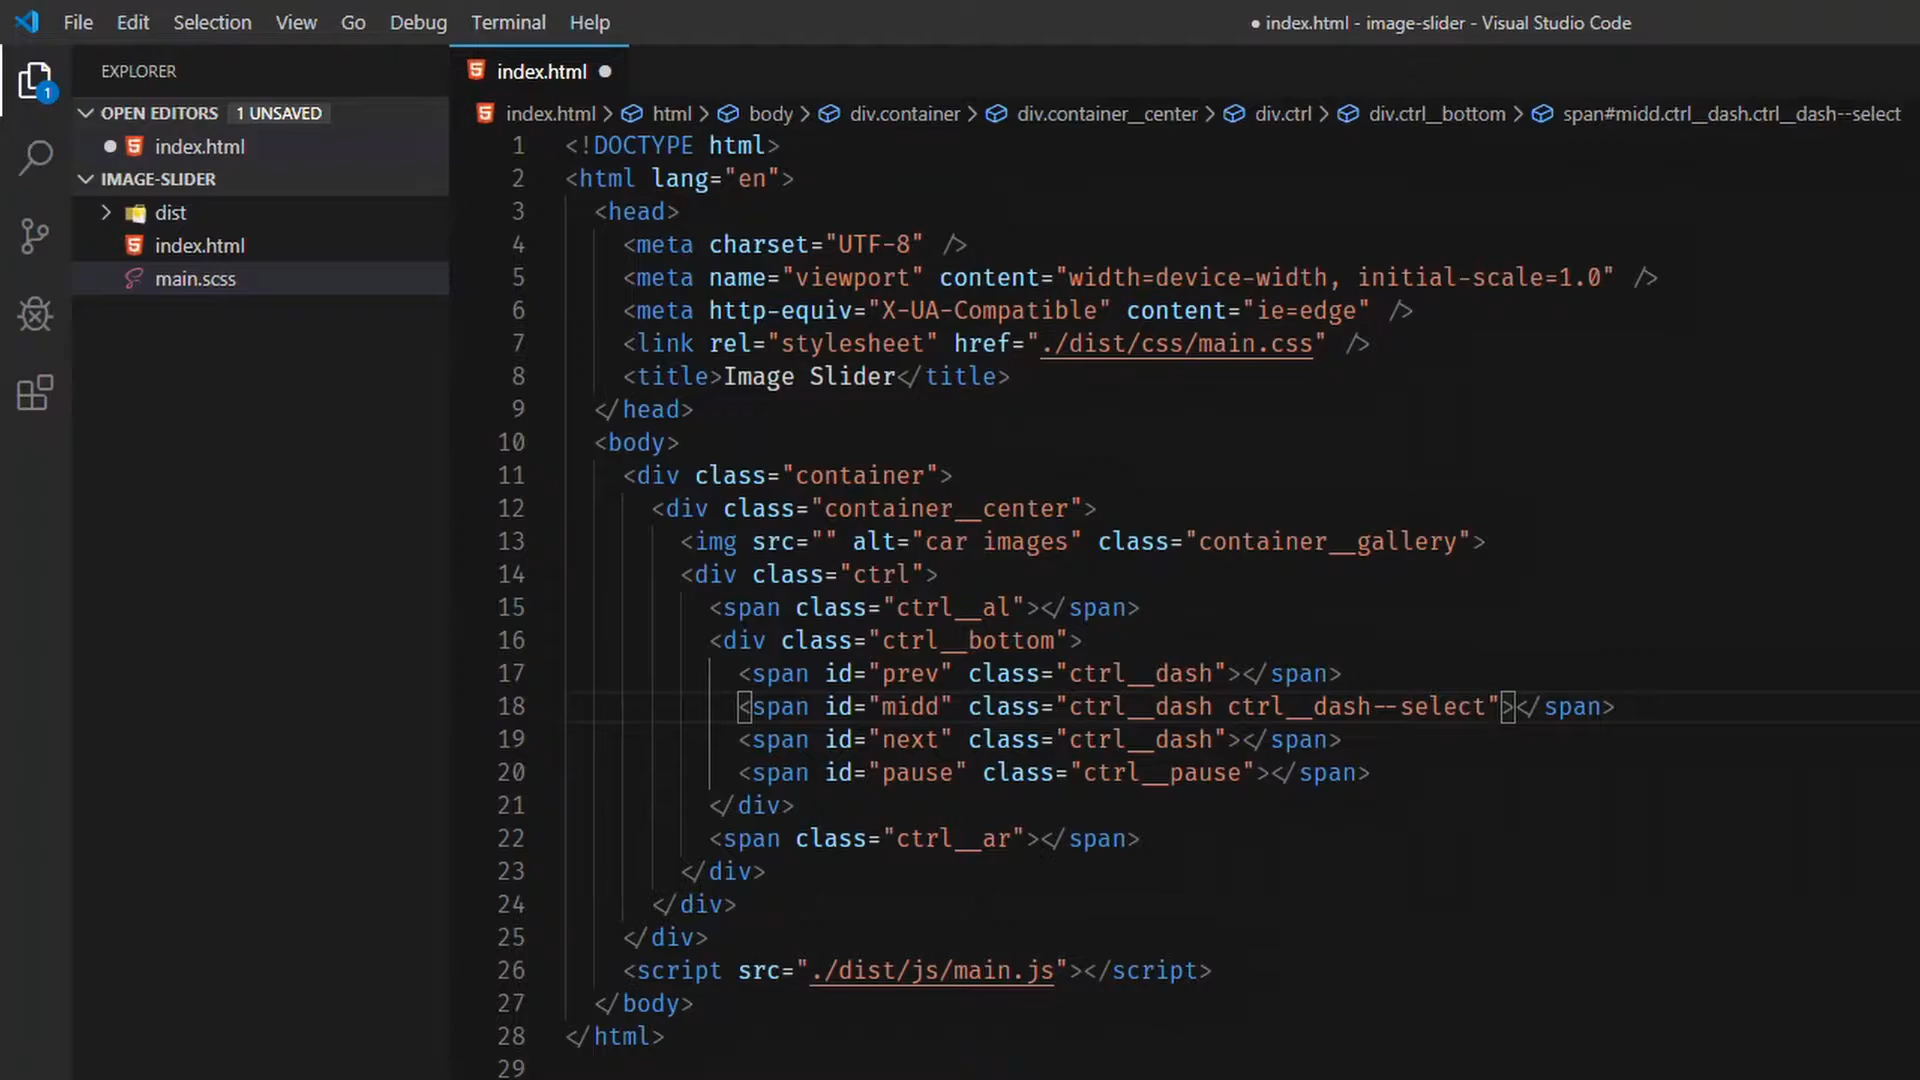 File Edit Selection View Go Debug Terminal Help
● index.html - image-slider - Visual Studio Code
EXPLORER
1
OPEN EDITORS 1 UNSAVED
index.html
IMAGE-SLIDER
dist
index.html
main.scss
index.html
index.html > html > body > div.container > div.container__center > div.ctrl > div.ctrl__bottom > span#midd.ctrl__dash.ctrl__dash--select
1 <!DOCTYPE html>
2 <html lang="en">
3 <head>
4 <meta charset="UTF-8" />
5 <meta name="viewport" content="width=device-width, initial-scale=1.0" />
6 <meta http-equiv="X-UA-Compatible" content="ie=edge" />
7 <link rel="stylesheet" href="./dist/css/main.css" />
8 <title>Image Slider</title>
9 </head>
10 <body>
11 <div class="container">
12 <div class="container__center">
13 <img src="" alt="car images" class="container__gallery">
14 <div class="ctrl">
15 <span class="ctrl__al"></span>
16 <div class="ctrl__bottom">
17 <span id="prev" class="ctrl__dash"></span>
18 <span id="midd" class="ctrl__dash ctrl__dash--select"></span>
19 <span id="next" class="ctrl__dash"></span>
20 <span id="pause" class="ctrl__pause"></span>
21 </div>
22 <span class="ctrl__ar"></span>
23 </div>
24 </div>
25 </div>
26 <script src="./dist/js/main.js"></script>
27 </body>
28 </html>
29